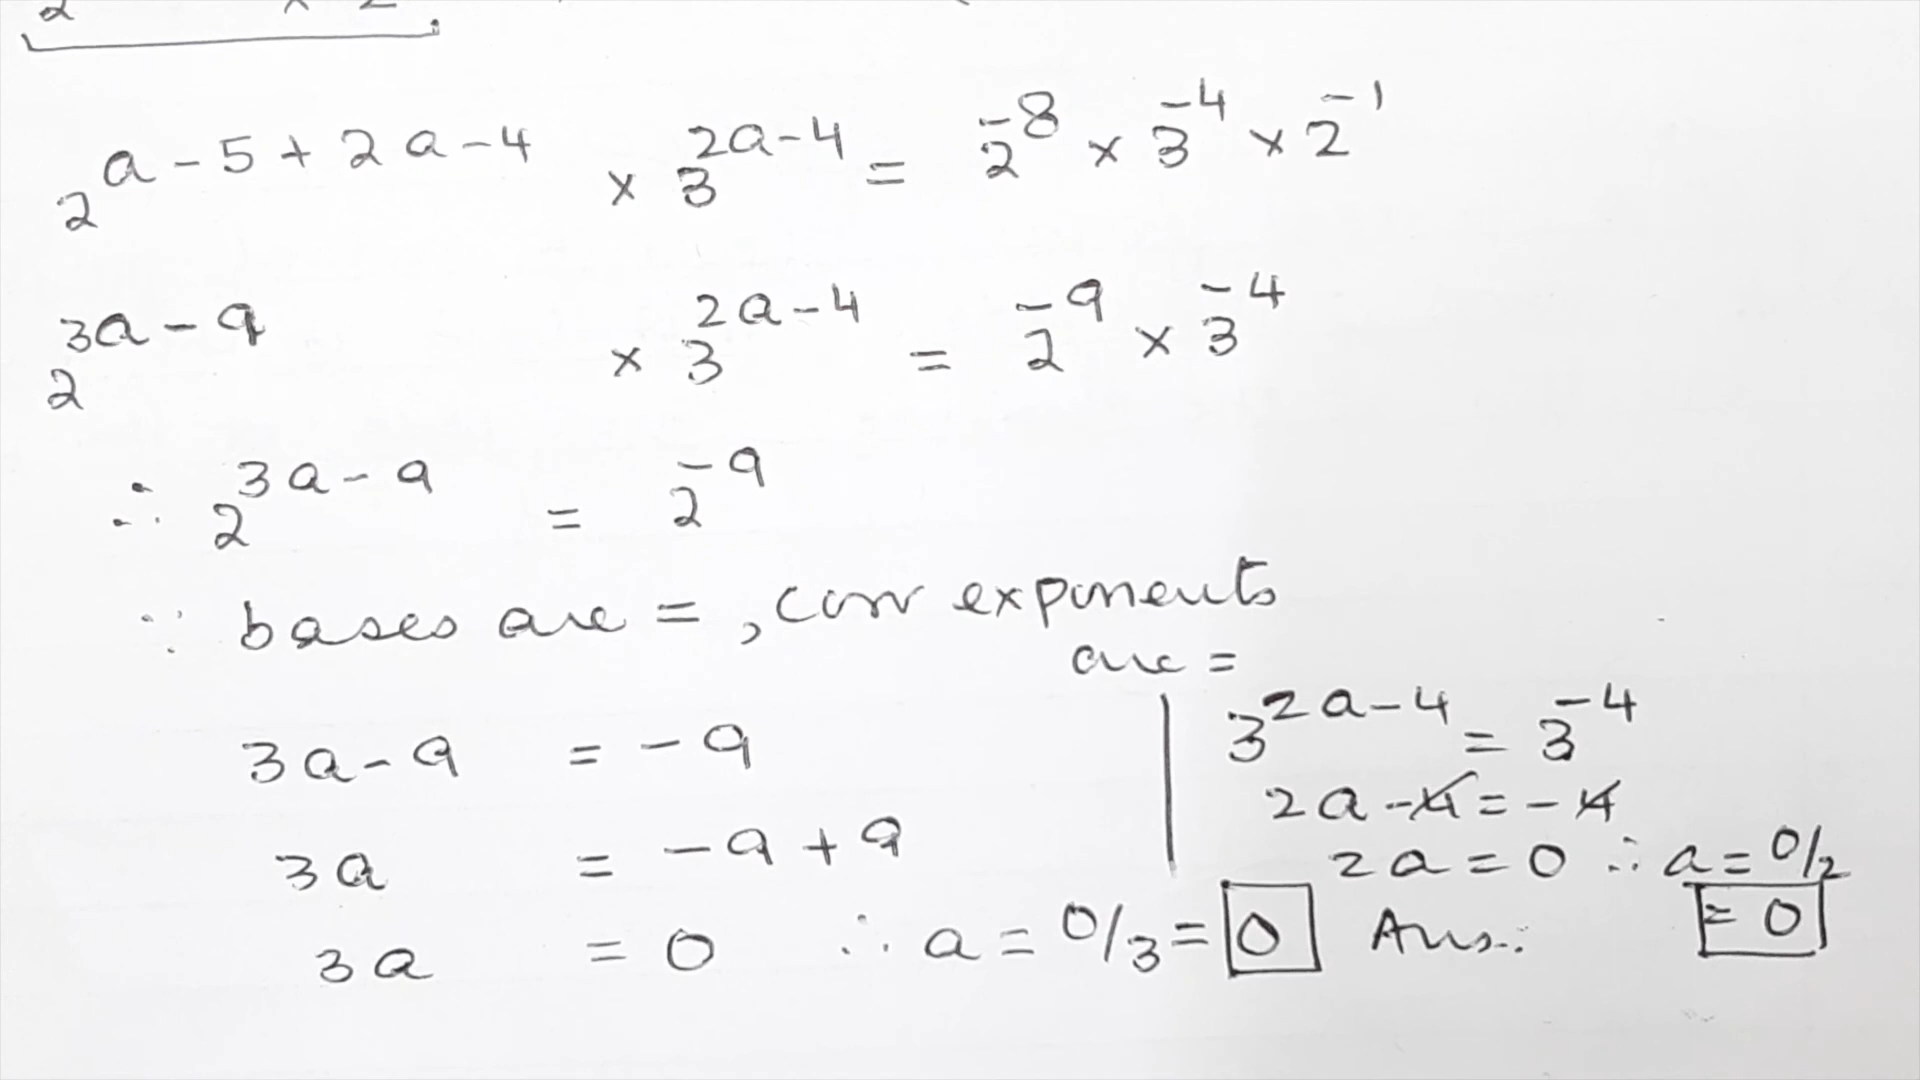 2^(a-5+2a-4) × 3^(2a-4) = 2^-8 × 3^-4 × 2^-1
2^(3a-9) × 3^(2a-4) = 2^-9 × 3^-4
∴ 2^(3a-9) = 2^-9
∵ bases are =, corr exponents
are =
3a-9 = -9
3a = -9+9
3a = 0 ∴ a = 0/3 = 0 Ans.
3^(2a-4) = 3^-4
2a-4 = -4
2a = 0 ∴ a = 0/2
= 0